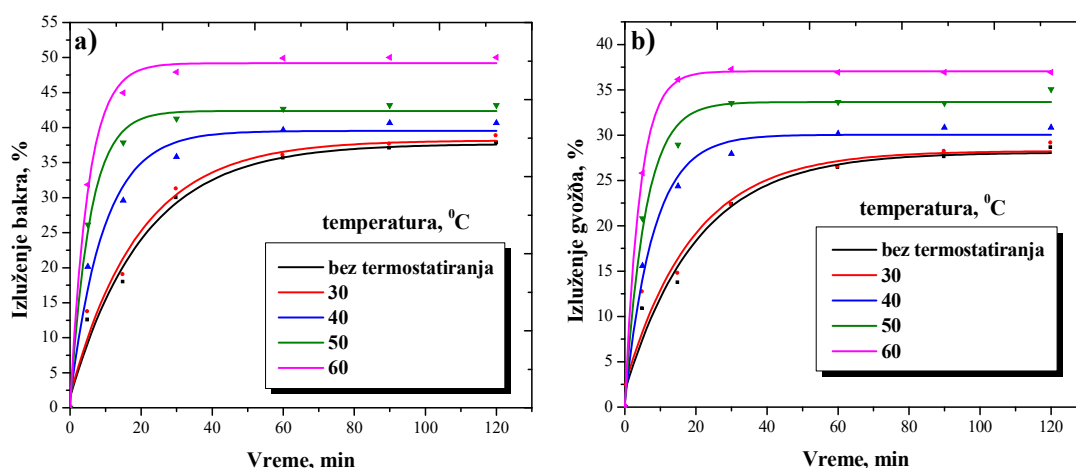 a)
55
50
45
40
35
30
25
20
15
10
5
0
Izluženje bakra, %
0 20 40 60 80 100 120
Vreme, min
temperatura, ⁰C
bez termostatiranja
30
40
50
60
b)
40
35
30
25
20
15
10
5
0
Izluženje gvožđa, %
0 20 40 60 80 100 120
Vreme, min
temperatura, ⁰C
bez termostatiranja
30
40
50
60